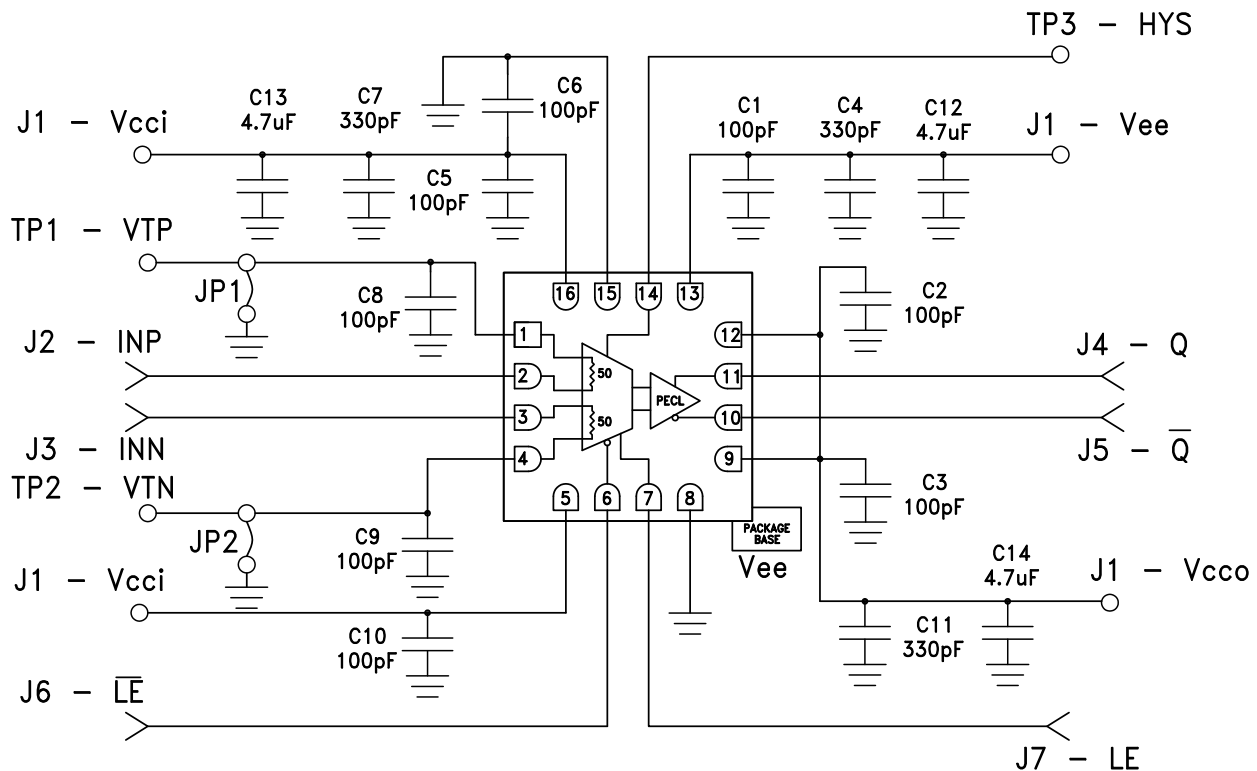 TP3 - HYS
C6
100pF
C13
4.7uF
C7
330pF
C1
100pF
C4
330pF
C12
4.7uF
J1 - Vcci
J1 - Vee
C5
100pF
TP1 - VTP
JP1
C8
100pF
16
15
14
13
C2
100pF
1
12
J2 - INP
J4 - Q
2
50
11
PECL
3
50
10
J3 - INN
J5 - Q̅
4
9
TP2 - VTN
C3
100pF
5
6
7
8
JP2
C9
100pF
PACKAGE
BASE
Vee
J1 - Vcci
C14
4.7uF
J1 - Vcco
C10
100pF
C11
330pF
J6 - L̅E̅
J7 - LE